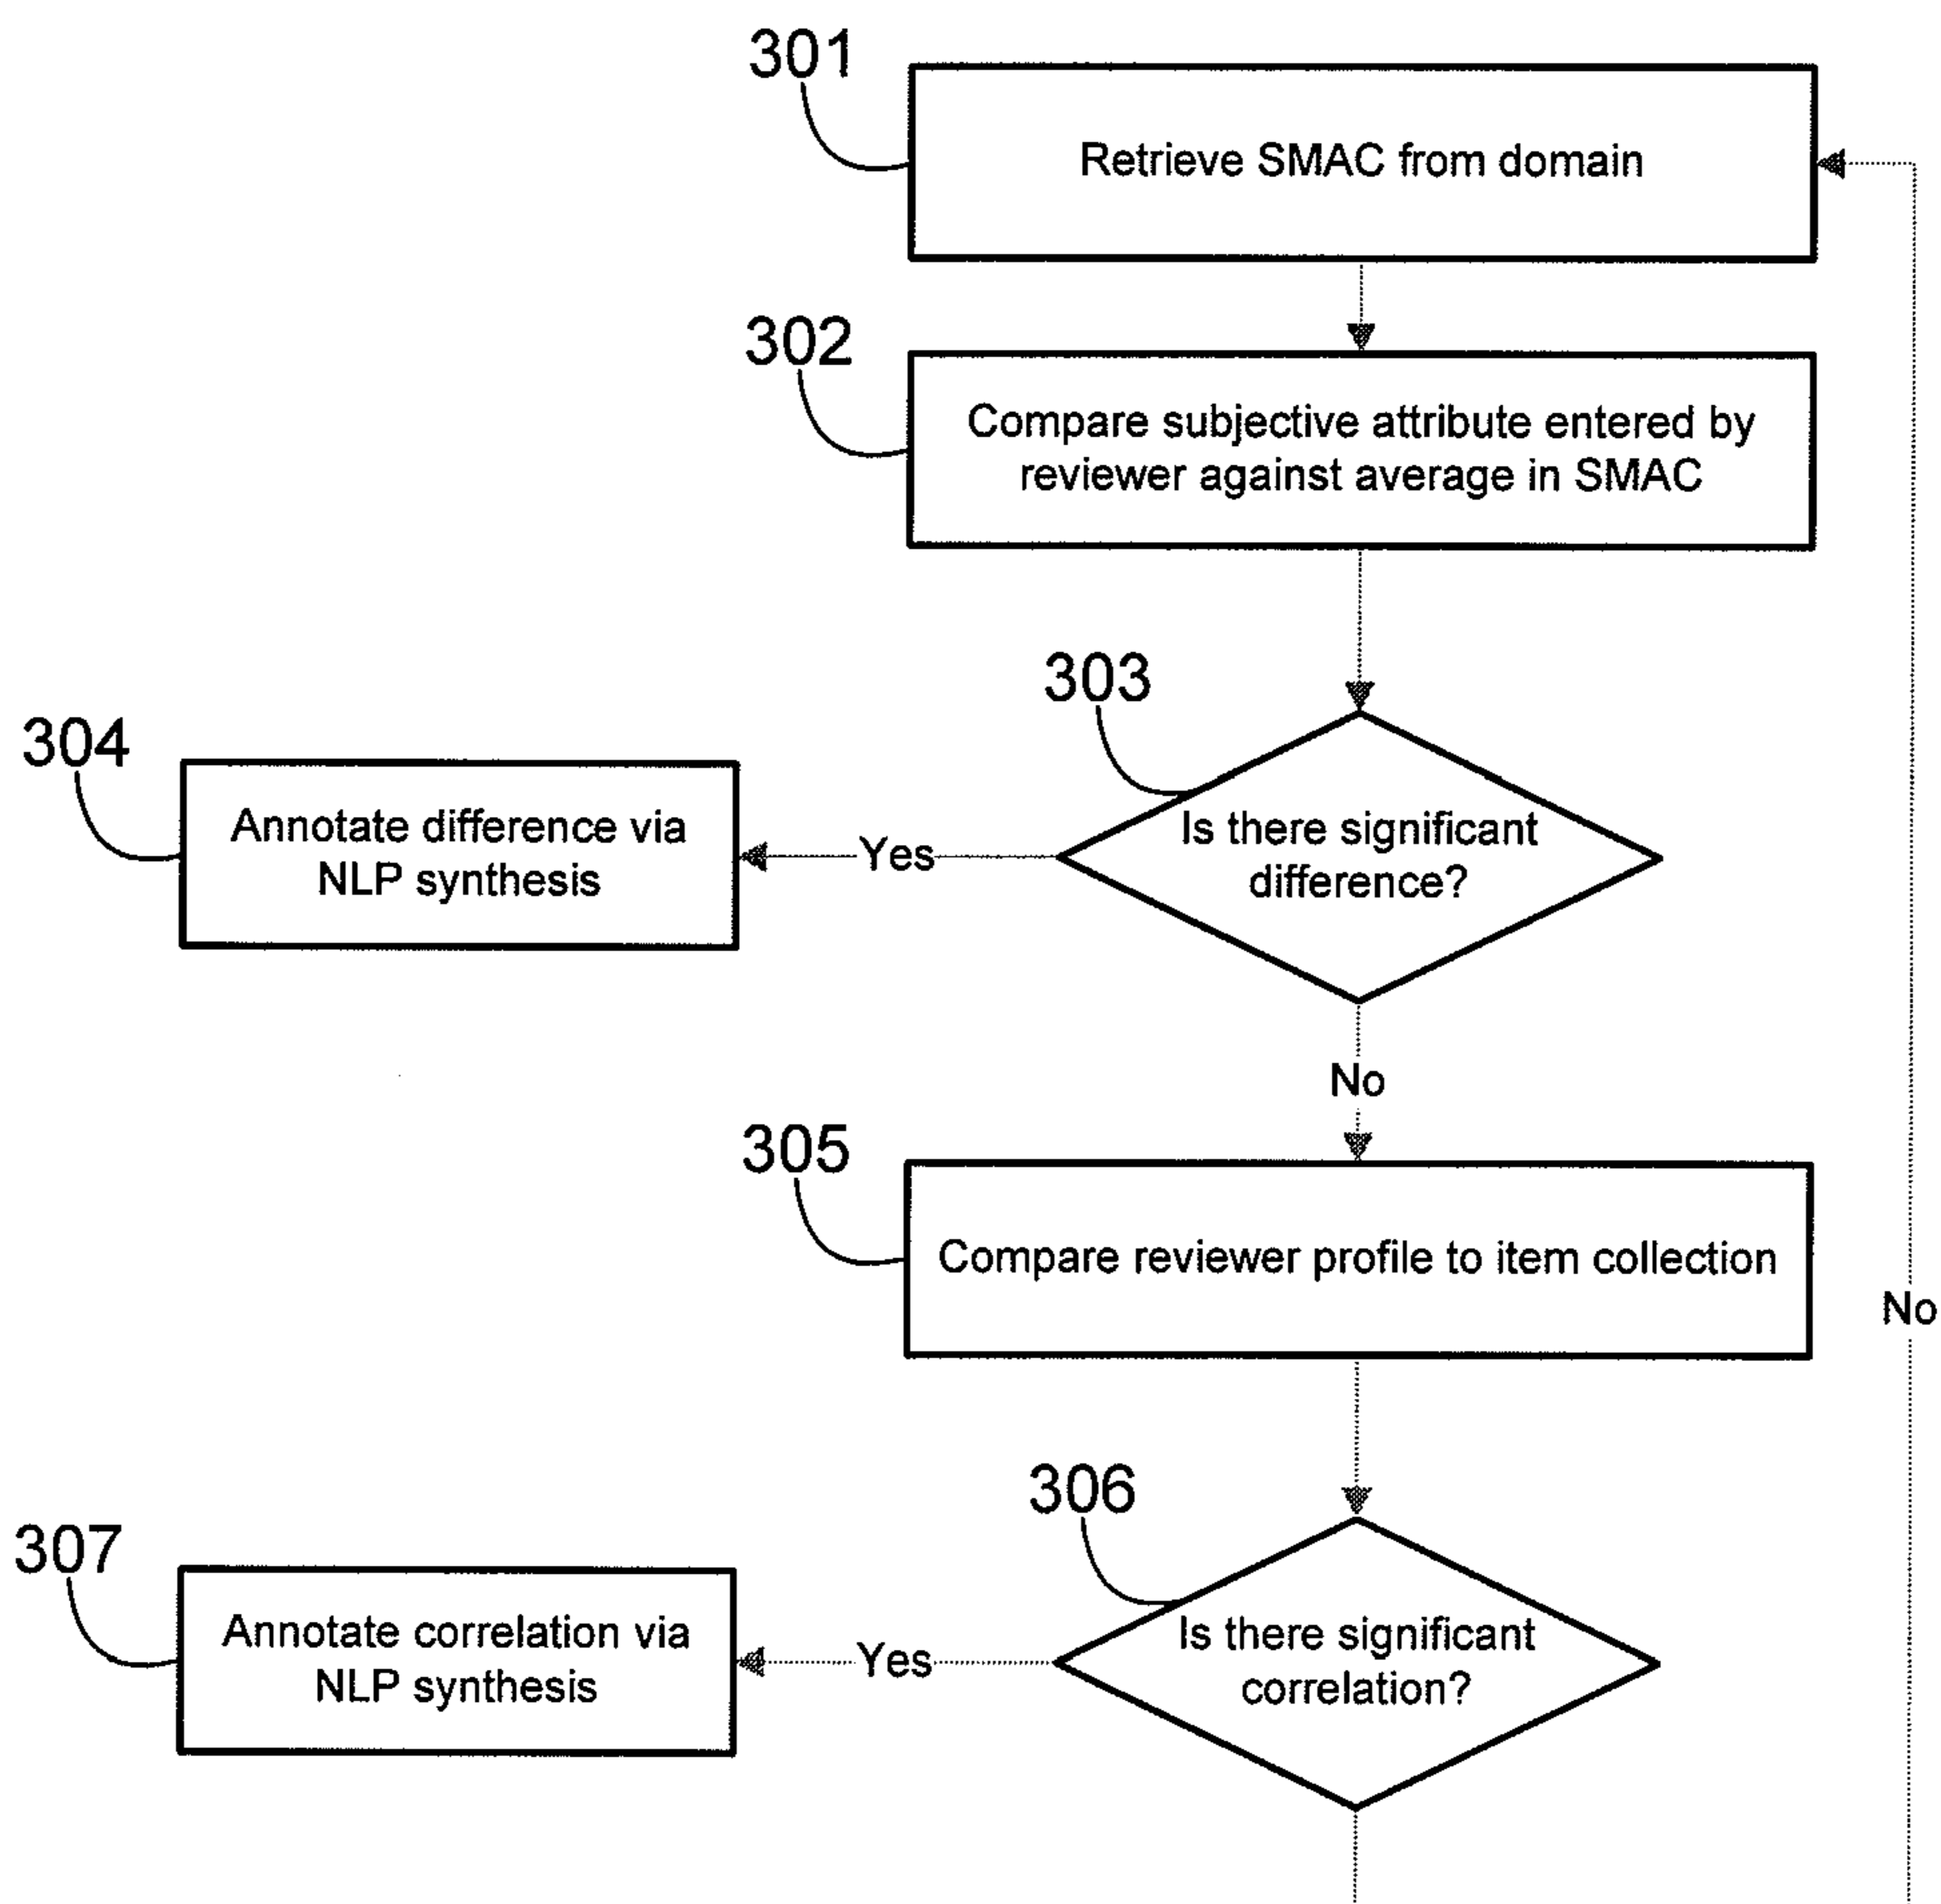 301
Retrieve SMAC from domain
302
Compare subjective attribute entered by
reviewer against average in SMAC
303
304
Is there significant
difference?
Yes
Annotate difference via
NLP synthesis
No
305
Compare reviewer profile to item collection
No
306
307
Is there significant
correlation?
Yes
Annotate correlation via
NLP synthesis